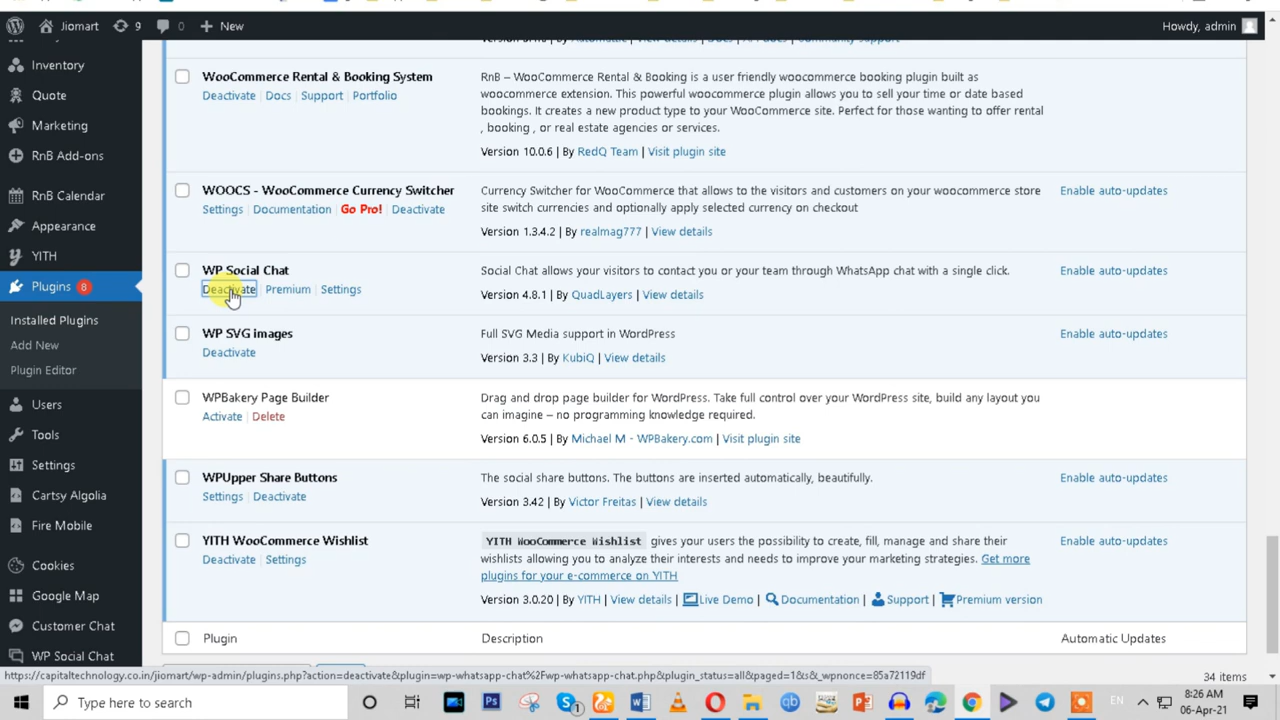 Jiomart 9 0 New Howdy, admin
Inventory
Quote
Marketing
RnB Add-ons
RnB Calendar
Appearance
YITH
Plugins 8
Installed Plugins
Add New
Plugin Editor
Users
Tools
Settings
Cartsy Algolia
Fire Mobile
Cookies
Google Map
Customer Chat
WP Social Chat
WooCommerce Rental & Booking System
Deactivate | Docs | Support | Portfolio
RnB – WooCommerce Rental & Booking is a user friendly woocommerce booking plugin built as
woocommerce extension. This powerful woocommerce plugin allows you to sell your time or date based
bookings. It creates a new product type to your WooCommerce site. Perfect for those wanting to offer rental
, booking , or real estate agencies or services.
Version 10.0.6 | By RedQ Team | Visit plugin site
WOOCS - WooCommerce Currency Switcher
Settings | Documentation | Go Pro! | Deactivate
Currency Switcher for WooCommerce that allows to the visitors and customers on your woocommerce store
site switch currencies and optionally apply selected currency on checkout
Version 1.3.4.2 | By realmag777 | View details
Enable auto-updates
WP Social Chat
Deactivate | Premium | Settings
Social Chat allows your visitors to contact you or your team through WhatsApp chat with a single click.
Version 4.8.1 | By QuadLayers | View details
Enable auto-updates
WP SVG images
Deactivate
Full SVG Media support in WordPress
Version 3.3 | By KubiQ | View details
Enable auto-updates
WPBakery Page Builder
Activate | Delete
Drag and drop page builder for WordPress. Take full control over your WordPress site, build any layout you
can imagine – no programming knowledge required.
Version 6.0.5 | By Michael M - WPBakery.com | Visit plugin site
WPUpper Share Buttons
Settings | Deactivate
The social share buttons. The buttons are inserted automatically, beautifully.
Version 3.42 | By Victor Freitas | View details
Enable auto-updates
YITH WooCommerce Wishlist
Deactivate | Settings
YITH WooCommerce Wishlist gives your users the possibility to create, fill, manage and share their
wishlists allowing you to analyze their interests and needs to improve your marketing strategies. Get more
plugins for your e-commerce on YITH
Version 3.0.20 | By YITH | View details | Live Demo | Documentation | Support | Premium version
Enable auto-updates
Plugin Description Automatic Updates
34 items
https://capitaltechnology.co.in/jiomart/wp-admin/plugins.php?action=deactivate&plugin=wp-whatsapp-chat%2Fwp-whatsapp-chat.php&plugin_status=all&paged=1&s&_wpnonce=85a72119df
Type here to search
EN
8:26 AM
06-Apr-21